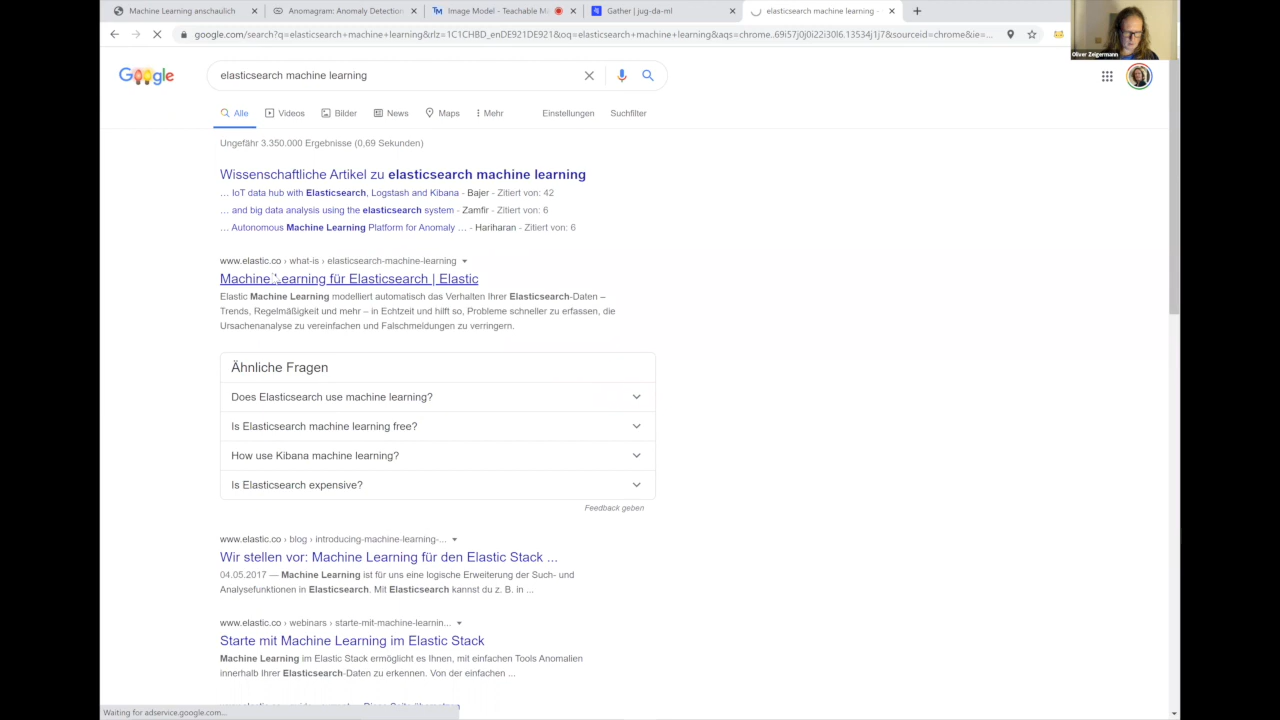 Machine Learning anschaulich
Anomagram: Anomaly Detection
Image Model - Teachable Ma
Gather | jug-da-ml
elasticsearch machine learning -
google.com/search?q=elasticsearch+machine+learning&rlz=1C1CHBD_enDE921DE921&oq=elasticsearch+machine+learning&aqs=chrome..69i57j0j0i22i30l6.13534j1j7&sourceid=chrome&ie=...
Oliver Zeigermann
Google
elasticsearch machine learning
Alle
Videos
Bilder
News
Maps
Mehr
Einstellungen
Suchfilter
Ungefähr 3.350.000 Ergebnisse (0,69 Sekunden)
Wissenschaftliche Artikel zu elasticsearch machine learning
... IoT data hub with Elasticsearch, Logstash and Kibana - Bajer - Zitiert von: 42
... and big data analysis using the elasticsearch system - Zamfir - Zitiert von: 6
... Autonomous Machine Learning Platform for Anomaly ... - Hariharan - Zitiert von: 6
www.elastic.co › what-is › elasticsearch-machine-learning
Machine Learning für Elasticsearch | Elastic
Elastic Machine Learning modelliert automatisch das Verhalten Ihrer Elasticsearch-Daten –
Trends, Regelmäßigkeit und mehr – in Echtzeit und hilft so, Probleme schneller zu erfassen, die
Ursachenanalyse zu vereinfachen und Falschmeldungen zu verringern.
Ähnliche Fragen
Does Elasticsearch use machine learning?
Is Elasticsearch machine learning free?
How use Kibana machine learning?
Is Elasticsearch expensive?
Feedback geben
www.elastic.co › blog › introducing-machine-learning-...
Wir stellen vor: Machine Learning für den Elastic Stack ...
04.05.2017 — Machine Learning ist für uns eine logische Erweiterung der Such- und
Analysefunktionen in Elasticsearch. Mit Elasticsearch kannst du z. B. in ...
www.elastic.co › webinars › starte-mit-machine-learnin...
Starte mit Machine Learning im Elastic Stack
Machine Learning im Elastic Stack ermöglicht es Ihnen, mit einfachen Tools Anomalien
innerhalb Ihrer Elasticsearch-Daten zu erkennen. Von der einfachen ...
Waiting for adservice.google.com...